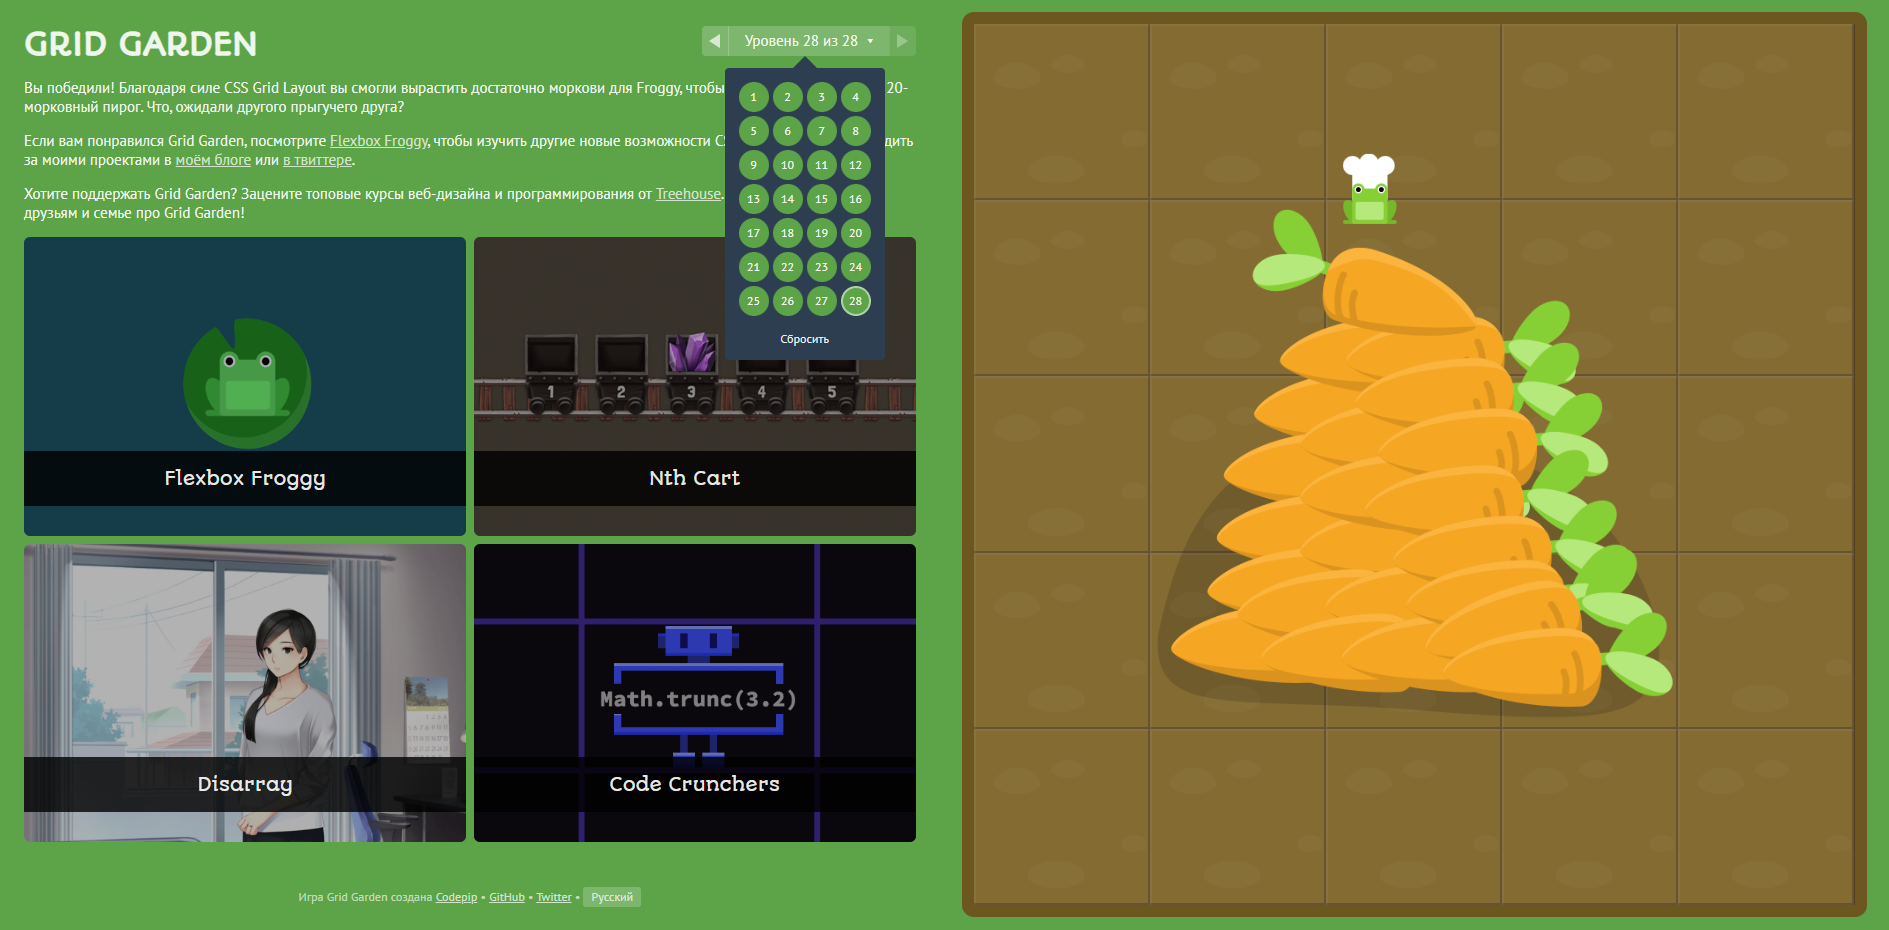 GRID GARDEN
Уровень 28 из 28
Вы победили! Благодаря силе CSS Grid Layout вы смогли вырастить достаточно моркови для Froggy, чтобы 20-
морковный пирог. Что, ожидали другого прыгучего друга?
Если вам понравился Grid Garden, посмотрите Flexbox Froggy, чтобы изучить другие новые возможности
за моими проектами в моём блоге или в твиттере.
Хотите поддержать Grid Garden? Зацените топовые курсы веб-дизайна и программирования от Treehouse.
друзьям и семье про Grid Garden!
1 2 3 4
5 6 7 8
9 10 11 12
13 14 15 16
17 18 19 20
21 22 23 24
25 26 27 28
Сбросить
1 2 3 4 5
Flexbox Froggy
Nth Cart
Math.trunc(3.2)
Disarray
Code Crunchers
Игра Grid Garden создана Codepip • GitHub • Twitter • Русский